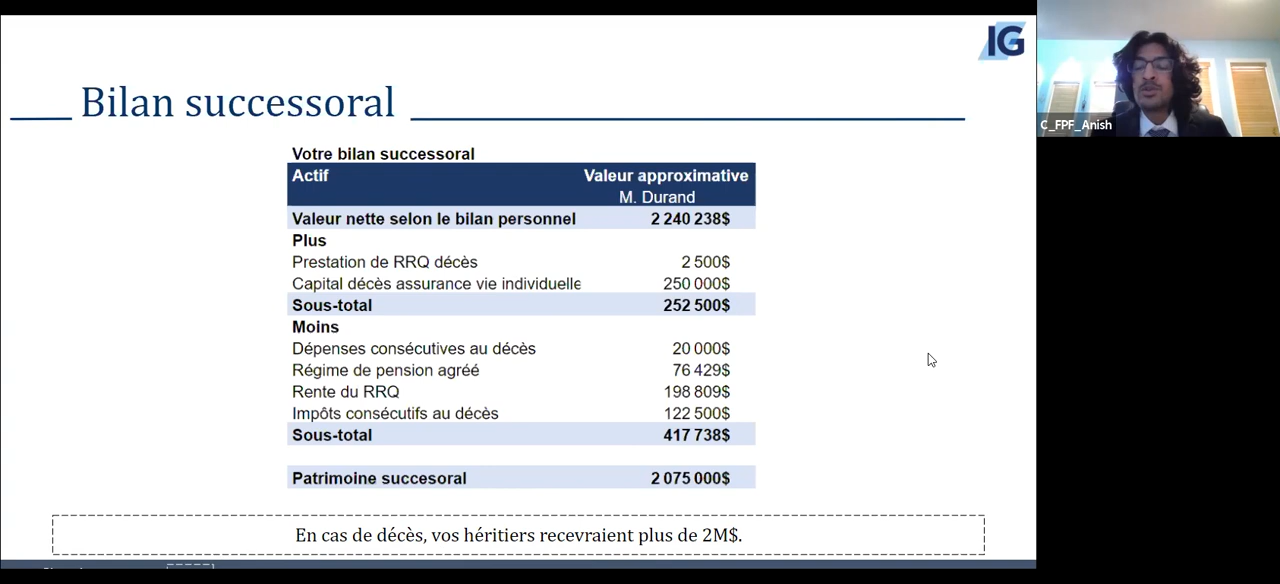 IG
Bilan successoral
Votre bilan successoral
Actif Valeur approximative
M. Durand
Valeur nette selon le bilan personnel 2 240 238$
Plus
Prestation de RRQ décès 2 500$
Capital décès assurance vie individuelle 250 000$
Sous-total 252 500$
Moins
Dépenses consécutives au décès 20 000$
Régime de pension agréé 76 429$
Rente du RRQ 198 809$
Impôts consécutifs au décès 122 500$
Sous-total 417 738$
Patrimoine succesoral 2 075 000$
En cas de décès, vos héritiers recevraient plus de 2M$.
C_FPF_Anish